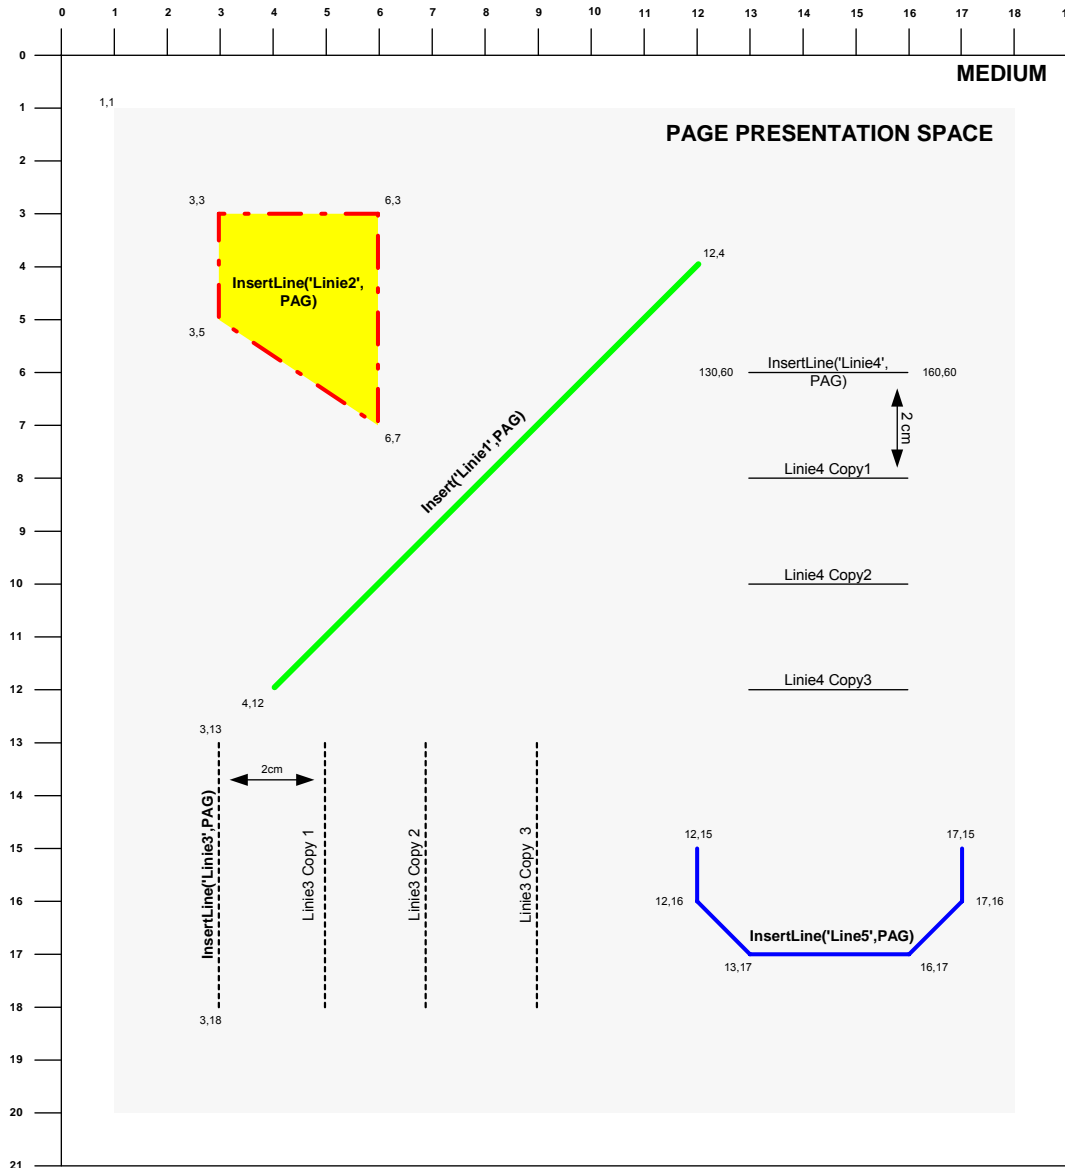 0 1 2 3 4 5 6 7 8 9 10 11 12 13 14 15 16 17 18
0
MEDIUM
1
1,1
PAGE PRESENTATION SPACE
2
3,3
6,3
3
12,4
4
InsertLine('Linie2',
PAG)
5
3,5
InsertLine('Linie4',
PAG)
6
130,60
160,60
2 cm
7
6,7
Insert('Linie1',PAG)
8
Linie4 Copy1
9
10
Linie4 Copy2
11
12
Linie4 Copy3
4,12
3,13
13
2cm
14
InsertLine('Linie3',PAG)
Linie3 Copy 1
Linie3 Copy 2
Linie3 Copy  3
15
12,15
17,15
16
12,16
17,16
InsertLine('Line5',PAG)
17
13,17
16,17
18
3,18
19
20
21